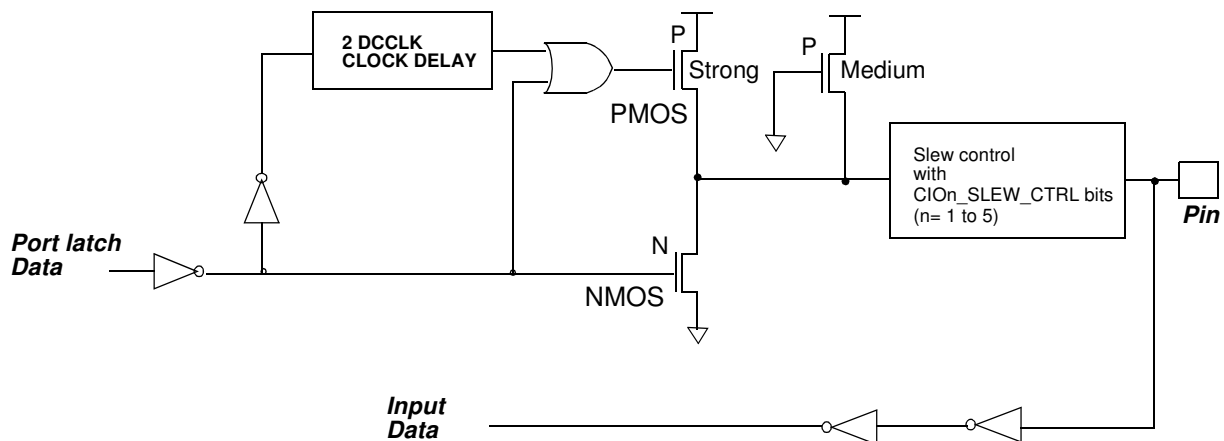 2 DCCLK
CLOCK DELAY
P
Strong
PMOS
P
Medium
Slew control
with
CIOn_SLEW_CTRL bits
(n= 1 to 5)
Pin
Port latch
Data
N
NMOS
Input
Data